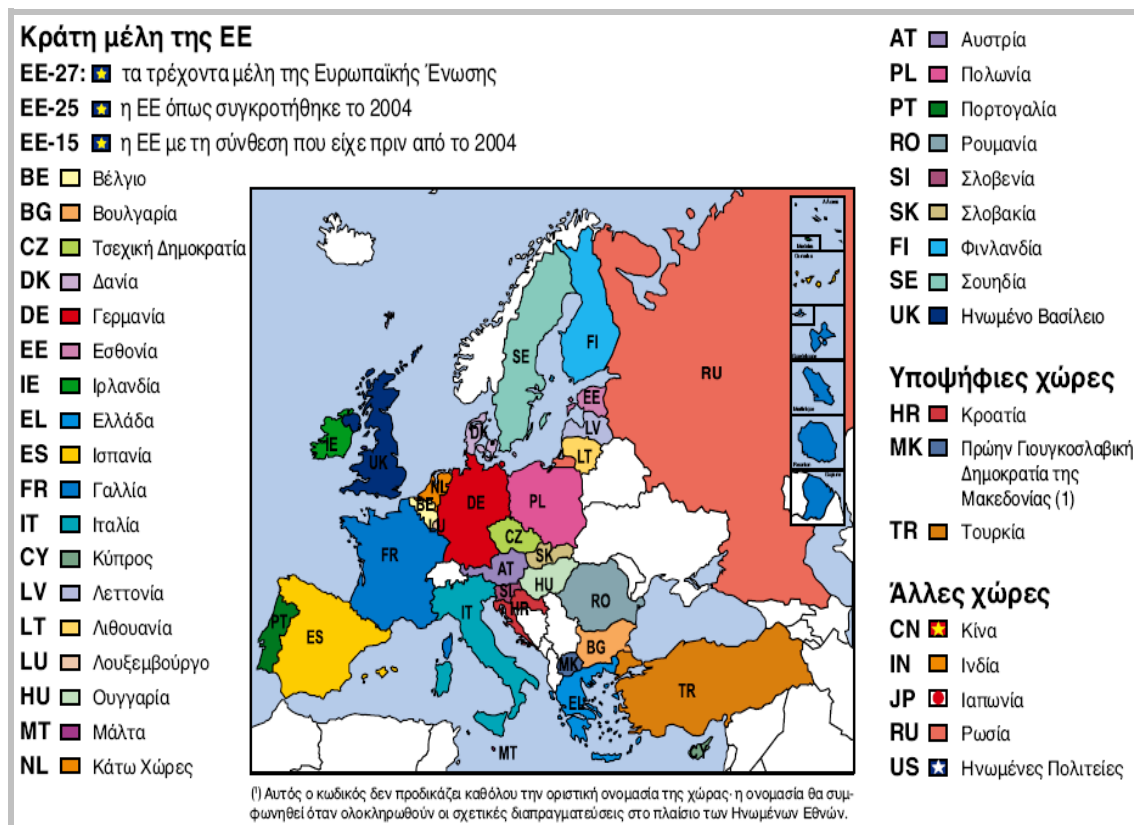 Κράτη μέλη της ΕΕ
ΕΕ-27: τα τρέχοντα μέλη της Ευρωπαϊκής Ένωσης
ΕΕ-25 η ΕΕ όπως συγκροτήθηκε το 2004
ΕΕ-15 η ΕΕ με τη σύνθεση που είχε πριν από το 2004
BE Βέλγιο
BG Βουλγαρία
CZ Τσεχική Δημοκρατία
DK Δανία
DE Γερμανία
EE Εσθονία
IE Ιρλανδία
EL Ελλάδα
ES Ισπανία
FR Γαλλία
IT Ιταλία
CY Κύπρος
LV Λεττονία
LT Λιθουανία
LU Λουξεμβούργο
HU Ουγγαρία
MT Μάλτα
NL Κάτω Χώρες
AT Αυστρία
PL Πολωνία
PT Πορτογαλία
RO Ρουμανία
SI Σλοβενία
SK Σλοβακία
FI Φινλανδία
SE Σουηδία
UK Ηνωμένο Βασίλειο
Υποψήφιες χώρες
HR Κροατία
MK Πρώην Γιουγκοσλαβική
Δημοκρατία της
Μακεδονίας (1)
TR Τουρκία
Άλλες χώρες
CN Κίνα
IN Ινδία
JP Ιαπωνία
RU Ρωσία
US Ηνωμένες Πολιτείες
FI
SE
RU
EE
LV
LT
DK
IE
UK
NL
BE
LU
DE
PL
CZ
SK
AT
HU
FR
SI
HR
RO
IT
BG
PT
ES
MK
EL
TR
MT
CY
(¹) Αυτός ο κωδικός δεν προδικάζει καθόλου την οριστική ονομασία της χώρας· η ονομασία θα συμ-
φωνηθεί όταν ολοκληρωθούν οι σχετικές διαπραγματεύσεις στο πλαίσιο των Ηνωμένων Εθνών.